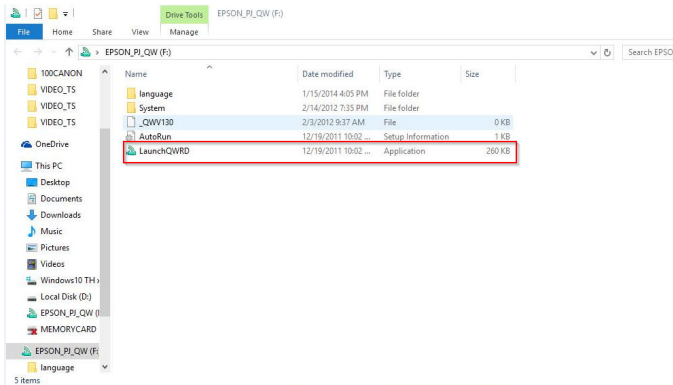 Drive Tools EPSON_PJ_QW (F:)
File Home Share View Manage
EPSON_PJ_QW (F:) Search EPSO
100CANON
VIDEO_TS
VIDEO_TS
VIDEO_TS
OneDrive
This PC
Desktop
Documents
Downloads
Music
Pictures
Videos
Windows10 TH
Local Disk (D:)
EPSON_PJ_QW (
MEMORYCARD
EPSON_PJ_QW (F:
language
Name Date modified Type Size
language 1/15/2014 4:05 PM File folder
System 2/14/2012 7:35 PM File folder
_QWV130 2/3/2012 9:37 AM File 0 KB
AutoRun 12/19/2011 10:02 ... Setup Information 1 KB
LaunchQWRD 12/19/2011 10:02 ... Application 260 KB
5 items